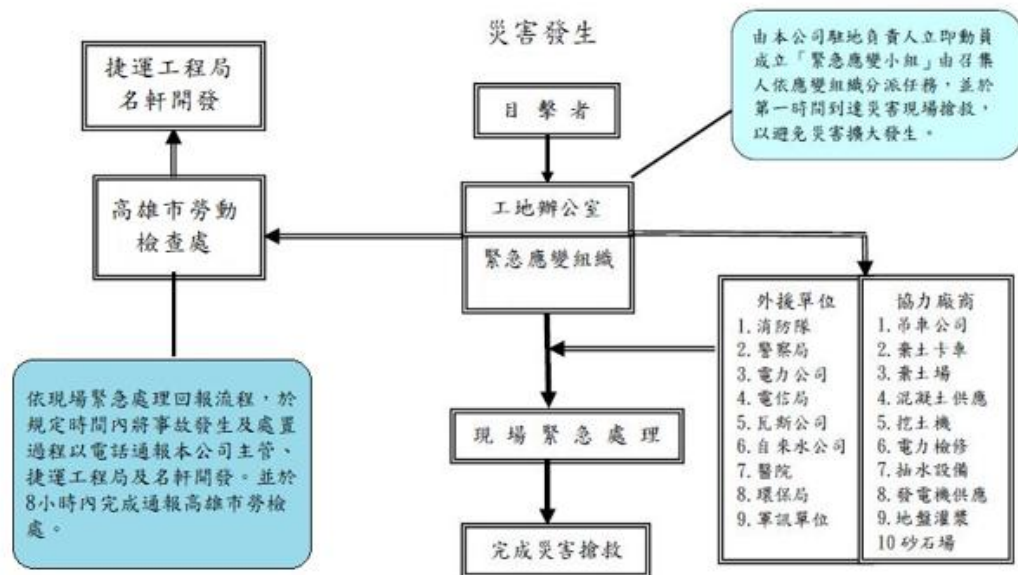 災害發生
捷運工程局
名軒開發
目擊者
由本公司駐地負責人立即動員
成立「緊急應變小組」由召集
人依應變組織分派任務，並於
第一時間到達災害現場搶救，
以避免災害擴大發生。
高雄市勞動
檢查處
工地辦公室
緊急應變組織
外援單位
1.消防隊
2.警察局
3.電力公司
4.電信局
5.瓦斯公司
6.自來水公司
7.醫院
8.環保局
9.軍訊單位
協力廠商
1.吊車公司
2.棄土卡車
3.棄土場
4.混凝土供應
5.挖土機
6.電力檢修
7.抽水設備
8.發電機供應
9.地盤灌漿
10砂石場
依現場緊急處理回報流程，於
規定時間內將事故發生及處置
過程以電話通報本公司主管、
捷運工程局及名軒開發。並於
8小時內完成通報高雄市勞檢
處。
現場緊急處理
完成災害搶救